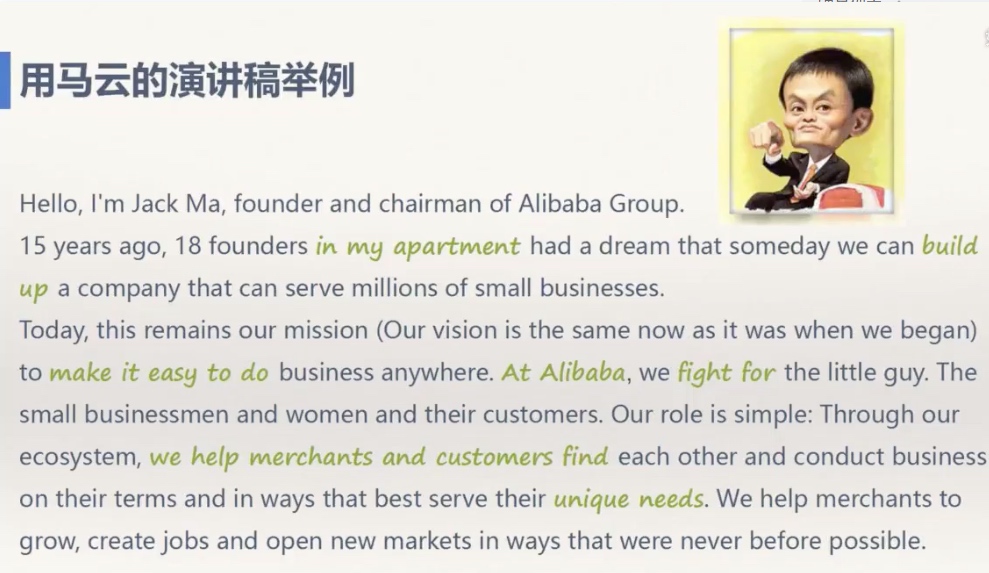 用马云的演讲稿举例
Hello, I'm Jack Ma, founder and chairman of Alibaba Group.
15 years ago, 18 founders in my apartment had a dream that someday we can build
up a company that can serve millions of small businesses.
Today, this remains our mission (Our vision is the same now as it was when we began)
to make it easy to do business anywhere. At Alibaba, we fight for the little guy. The
small businessmen and women and their customers. Our role is simple: Through our
ecosystem, we help merchants and customers find each other and conduct business
on their terms and in ways that best serve their unique needs. We help merchants to
grow, create jobs and open new markets in ways that were never before possible.